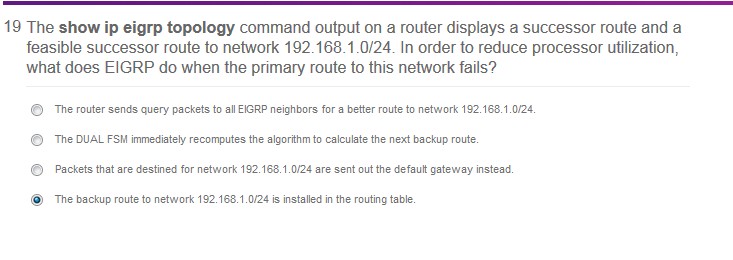 19 The show ip eigrp topology command output on a router displays a successor route and a
feasible successor route to network 192.168.1.0/24. In order to reduce processor utilization,
what does EIGRP do when the primary route to this network fails?
The router sends query packets to all EIGRP neighbors for a better route to network 192.168.1.0/24.
The DUAL FSM immediately recomputes the algorithm to calculate the next backup route.
Packets that are destined for network 192.168.1.0/24 are sent out the default gateway instead.
The backup route to network 192.168.1.0/24 is installed in the routing table.